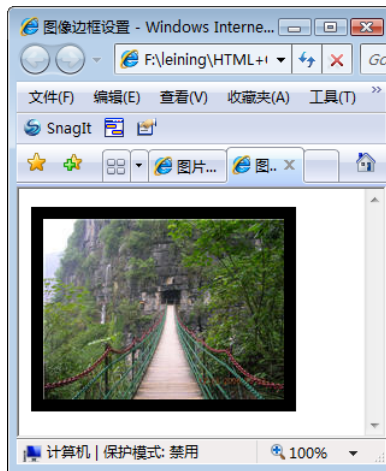 图像边框设置 - Windows Interne...
F:\leining\HTML+(
Go
文件(F) 编辑(E) 查看(V) 收藏夹(A) 工具(T) »
SnagIt
图片... 图..
计算机 | 保护模式: 禁用 100%